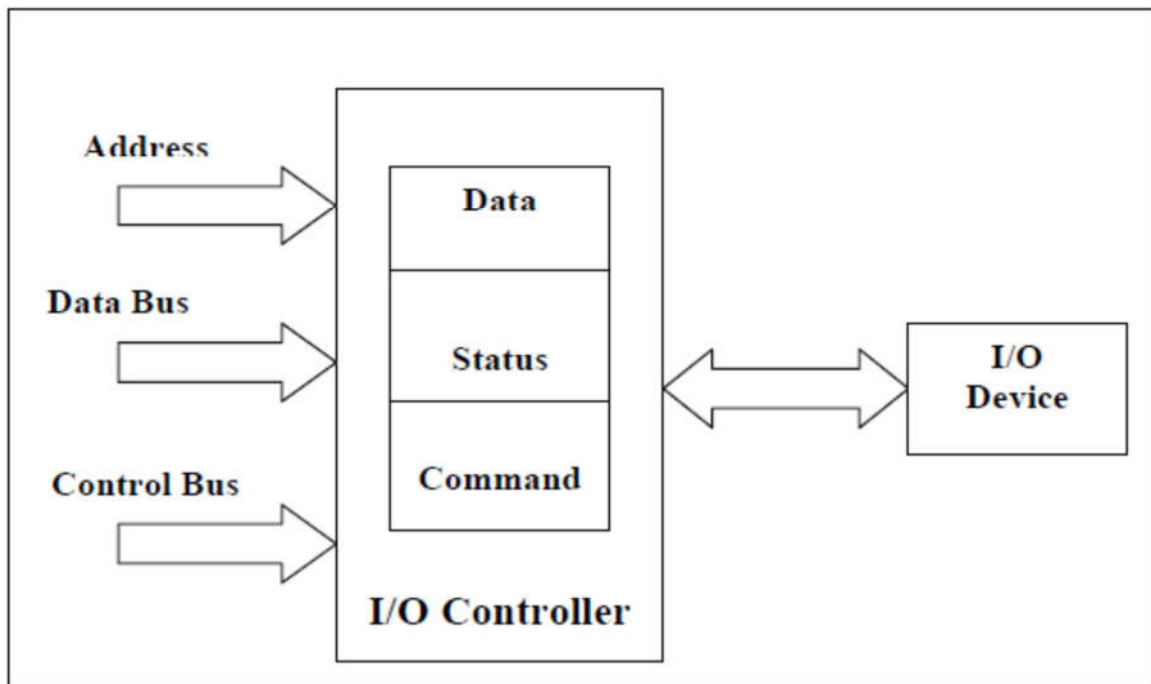 Address
Data Bus
Control Bus
Data
Status
Command
I/O Controller
I/O
Device